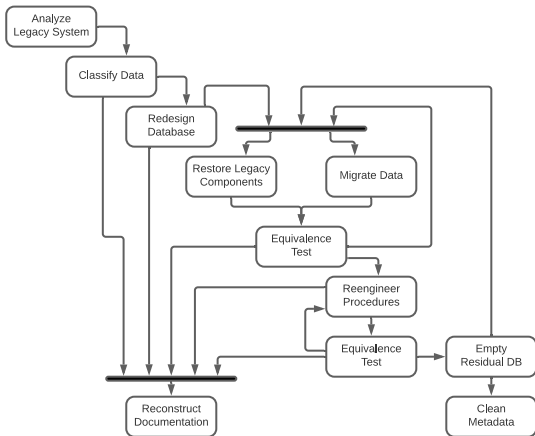 Analyze
Legacy System
Classify Data
Redesign
Database
Restore Legacy
Components
Migrate Data
Equivalence
Test
Reengineer
Procedures
Equivalence
Test
Empty
Residual DB
Reconstruct
Documentation
Clean
Metadata